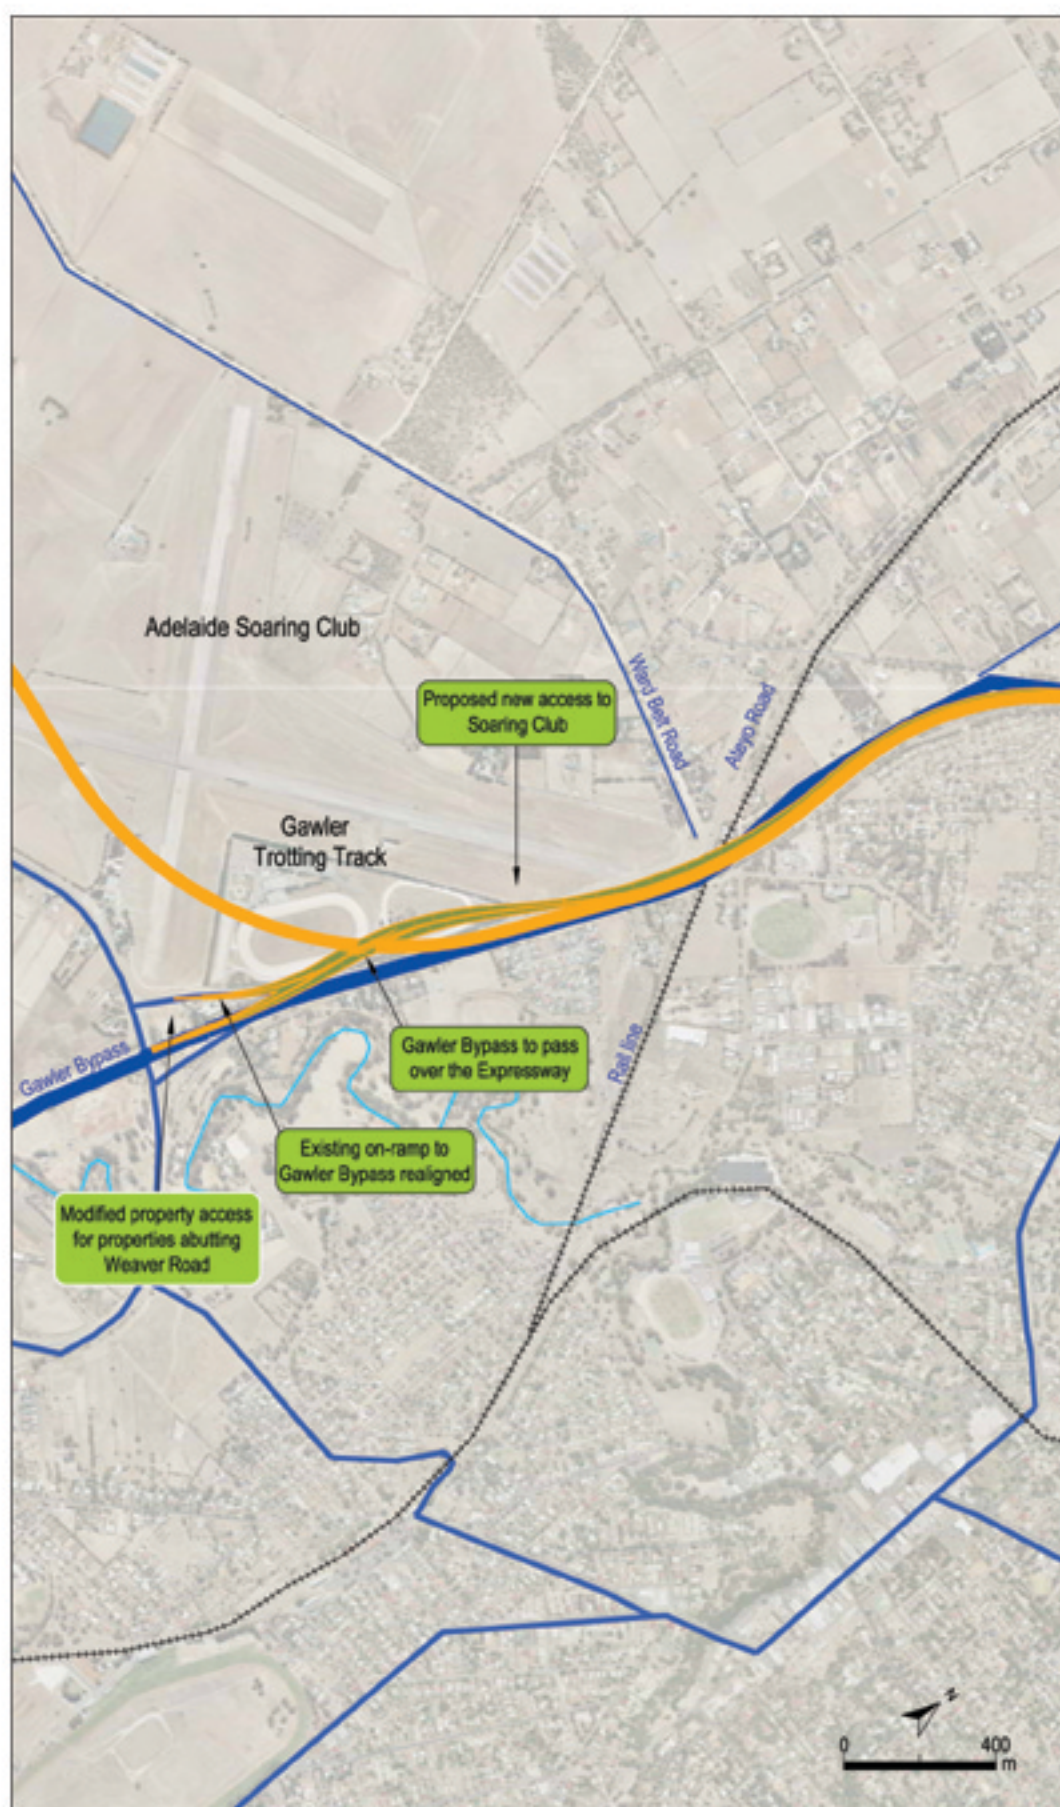 Adelaide Soaring Club
Proposed new access to
Soaring Club
Ward Belt Road
Alayo Road
Gawler
Trotting Track
Gawler Bypass
Gawler Bypass to pass
over the Expressway
Rail line
Existing on-ramp to
Gawler Bypass realigned
Modified property access
for properties abutting
Weaver Road
N
0 400
m